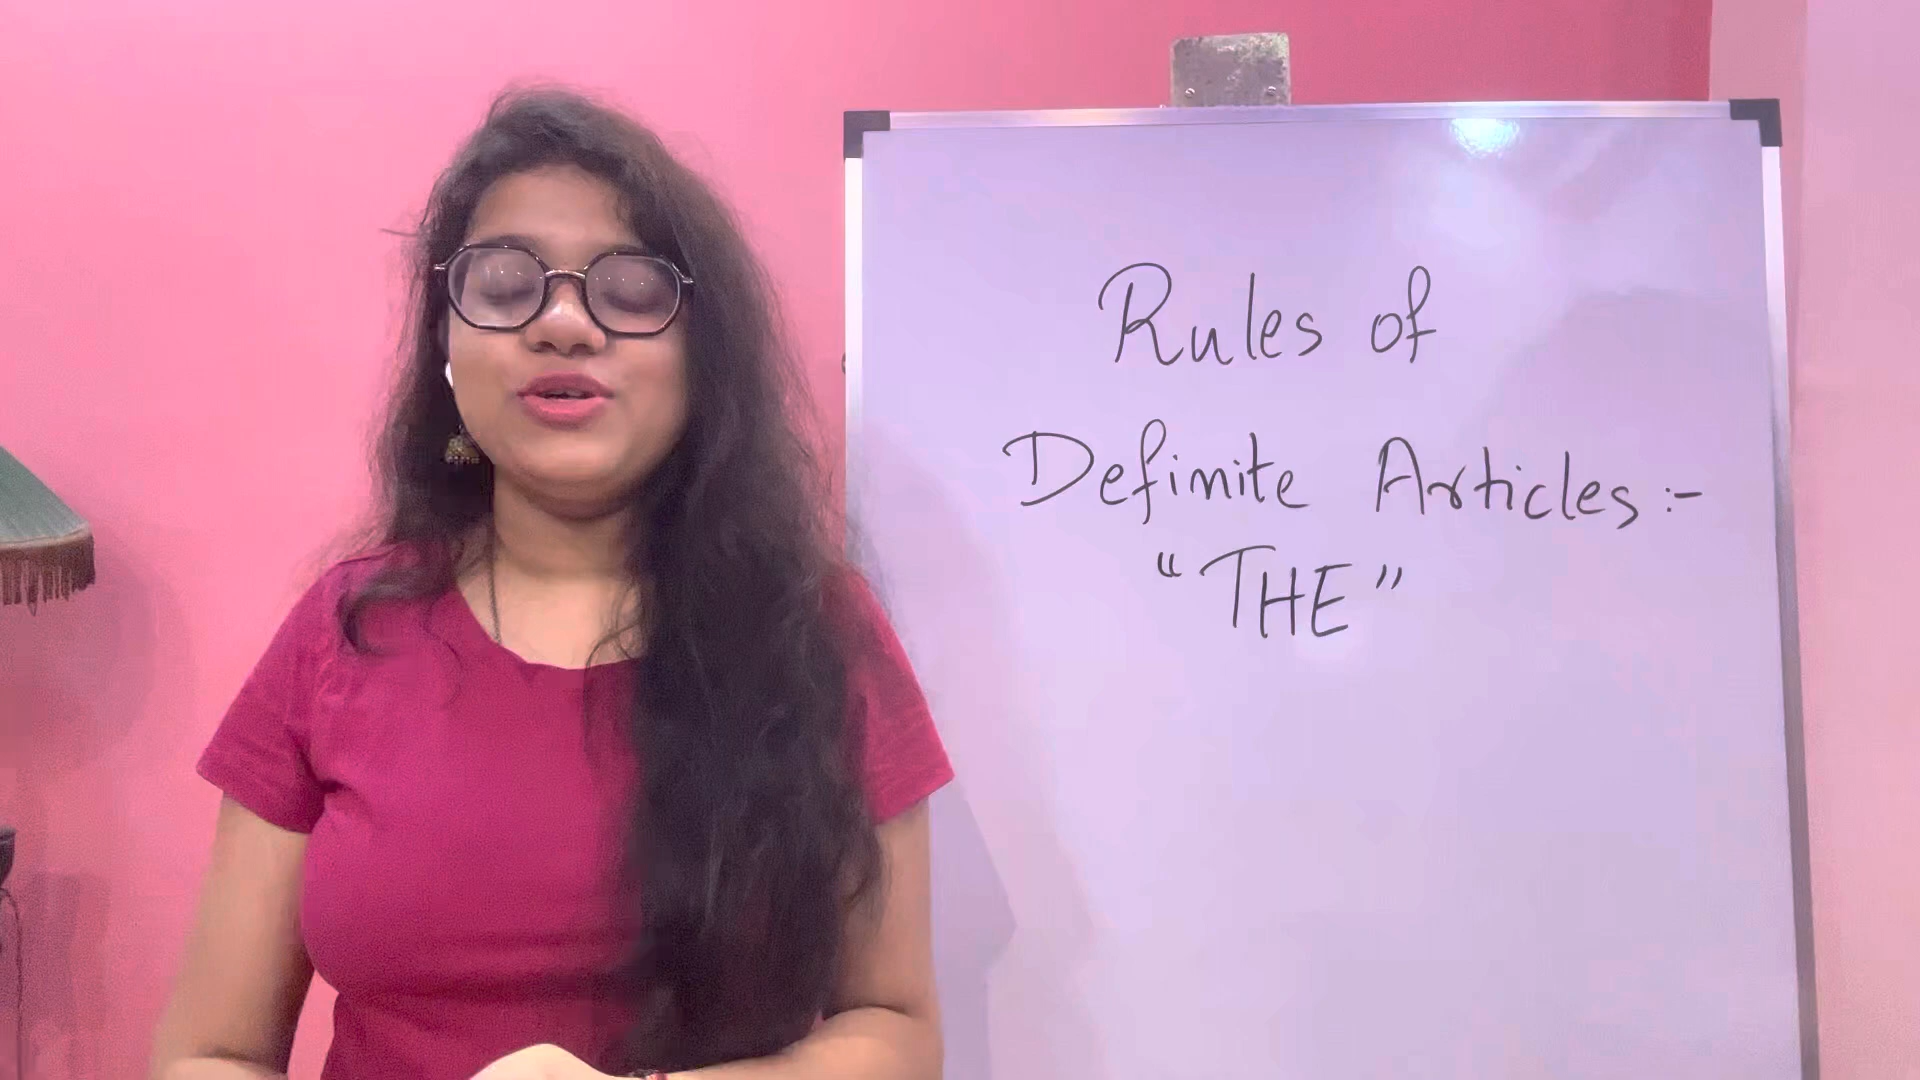 Rules of
Definite Articles :-
"THE"